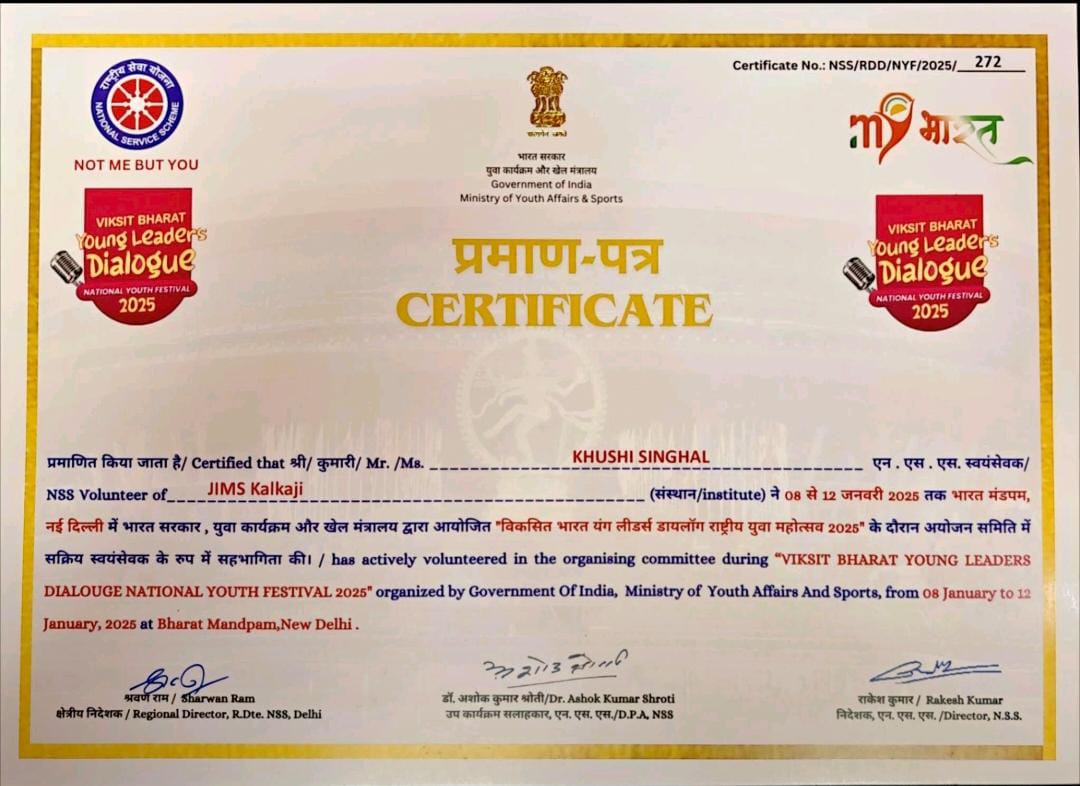 Certificate No.: NSS/RDD/NYF/2025/ 272
राष्ट्रीय सेवा योजना
NATIONAL SERVICE SCHEME
NOT ME BUT YOU
सत्यमेव जयते
my भारत
भारत सरकार
युवा कार्यक्रम और खेल मंत्रालय
Government of India
Ministry of Youth Affairs & Sports
VIKSIT BHARAT
Young Leader's
Dialogue
NATIONAL YOUTH FESTIVAL
2025
VIKSIT BHARAT
Young Leader's
Dialogue
NATIONAL YOUTH FESTIVAL
2025
प्रमाण-पत्र
CERTIFICATE
प्रमाणित किया जाता है/ Certified that श्री/ कुमारी/ Mr. /Ms. KHUSHI SINGHAL एन . एस . एस. स्वयंसेवक/
NSS Volunteer of JIMS Kalkaji (संस्थान/institute) ने 08 से 12 जनवरी 2025 तक भारत मंडपम,
नई दिल्ली में भारत सरकार , युवा कार्यक्रम और खेल मंत्रालय द्वारा आयोजित "विकसित भारत यंग लीडर्स डायलॉग राष्ट्रीय युवा महोत्सव 2025" के दौरान अयोजन समिति में
सक्रिय स्वयंसेवक के रुप में सहभागिता की। / has actively volunteered in the organising committee during “VIKSIT BHARAT YOUNG LEADERS
DIALOUGE NATIONAL YOUTH FESTIVAL 2025" organized by Government Of India, Ministry of Youth Affairs And Sports, from 08 January to 12
January, 2025 at Bharat Mandpam,New Delhi .
श्रवण राम / Sharwan Ram
क्षेत्रीय निदेशक / Regional Director, R.Dte. NSS, Delhi
डॉ. अशोक कुमार श्रोती/Dr. Ashok Kumar Shroti
उप कार्यक्रम सलाहकार, एन. एस. एस./D.P.A, NSS
राकेश कुमार / Rakesh Kumar
निदेशक, एन. एस. एस. /Director, N.S.S.